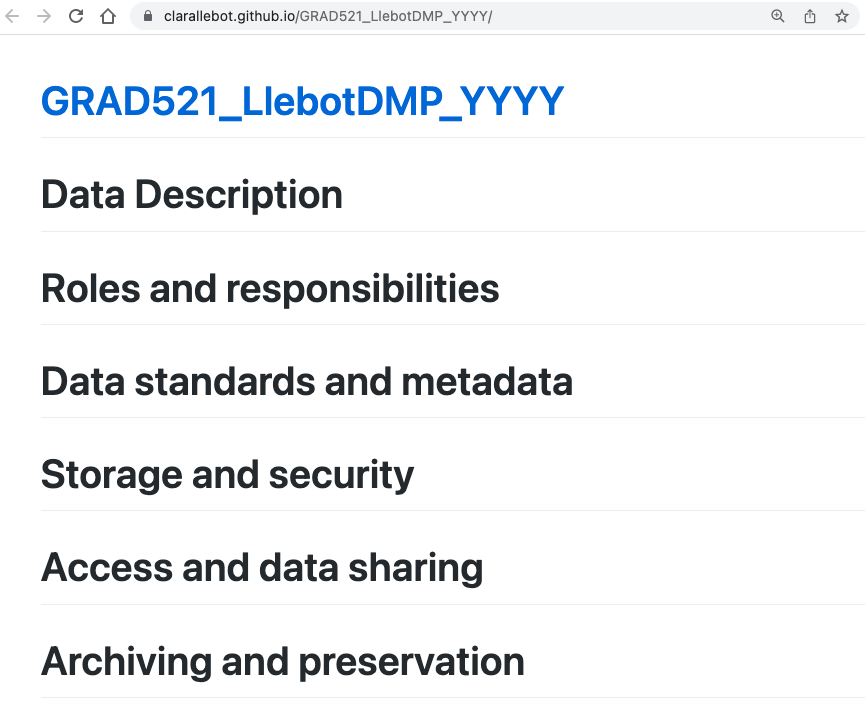 clarallebot.github.io/GRAD521_LlebotDMP_YYYY/
GRAD521_LlebotDMP_YYYY
Data Description
Roles and responsibilities
Data standards and metadata
Storage and security
Access and data sharing
Archiving and preservation